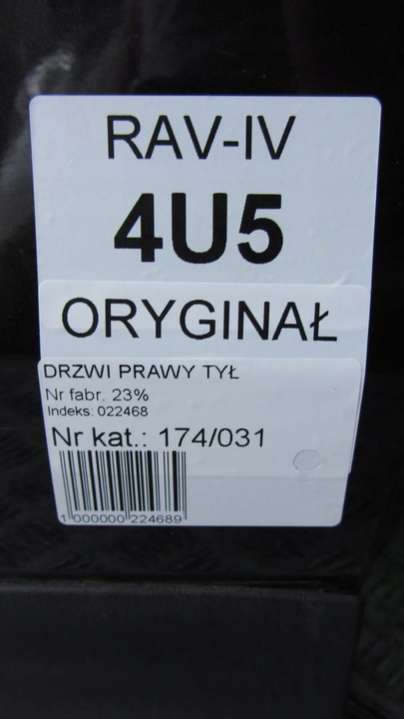 RAV-IV
4U5
ORYGINAŁ
DRZWI PRAWY TYŁ
Nr fabr. 23%
Indeks: 022468
Nr kat.: 174/031
1 000000 224689